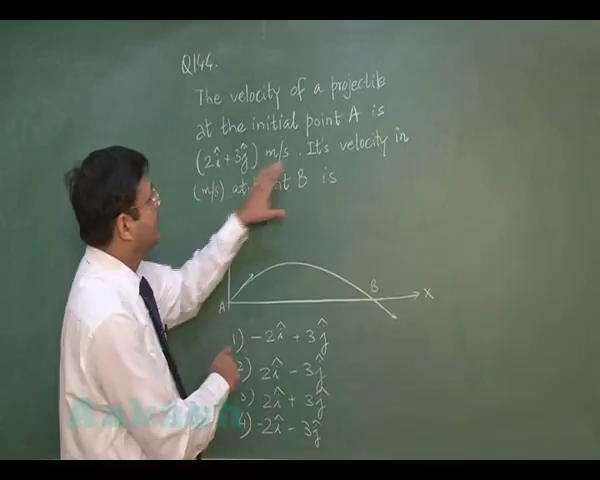 Q144.
The velocity of a projectile
at the initial point A is
(2î + 3ĵ) m/s. It's velocity in
(m/s) at B is
A B X
1) -2î + 3ĵ
2) 2î - 3ĵ
3) 2î + 3ĵ
4) -2î - 3ĵ